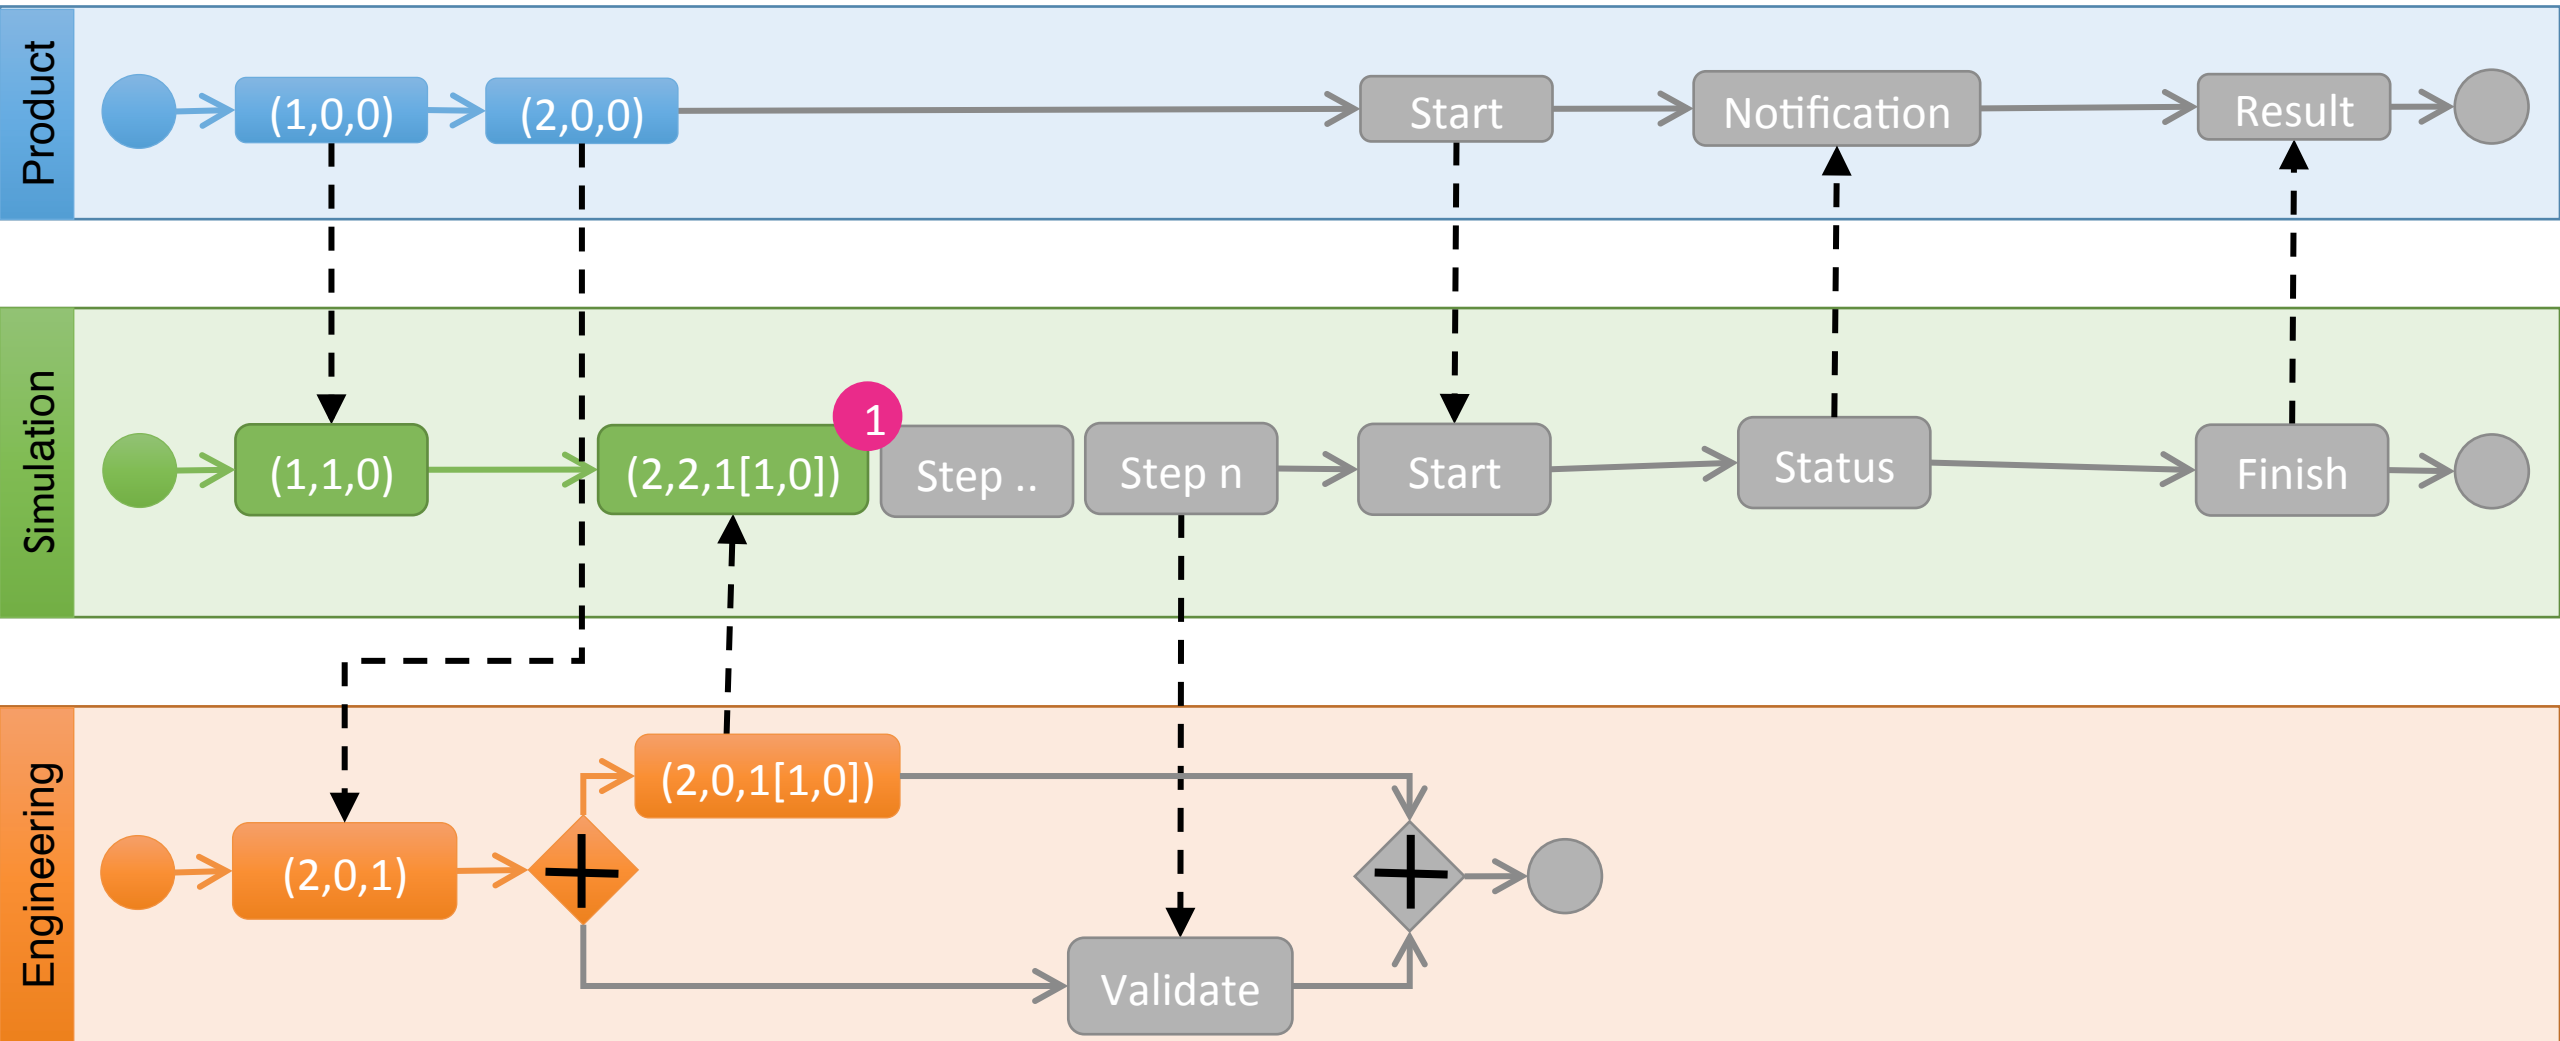 Product
(1,0,0)
(2,0,0)
Start
Notification
Result
Simulation
(1,1,0)
(2,2,1[1,0])
1
Step ..
Step n
Start
Status
Finish
Engineering
(2,0,1)
(2,0,1[1,0])
Validate